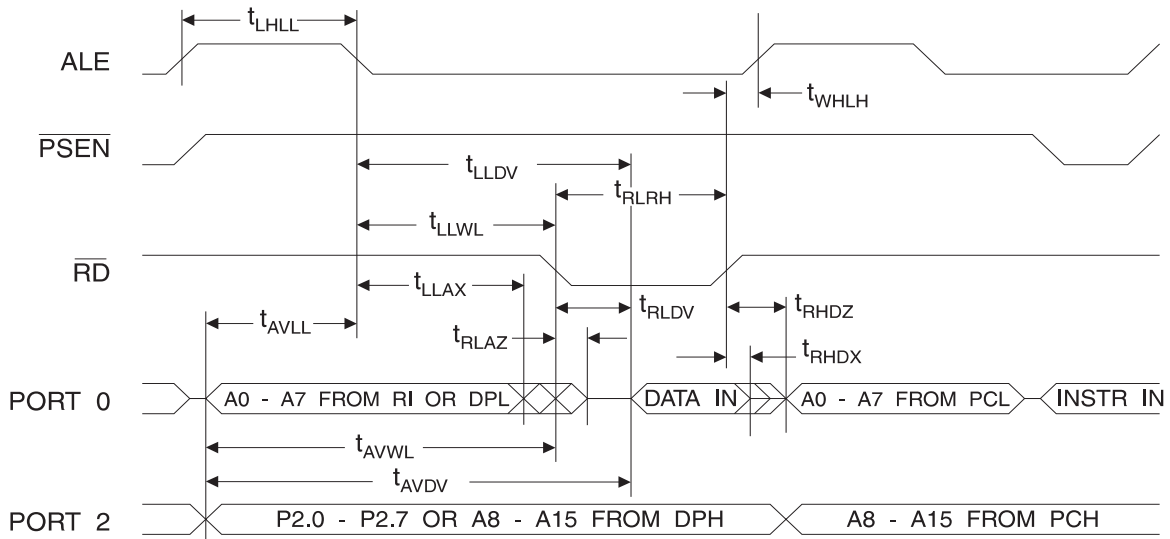 tLHLL
ALE
tWHLH
PSEN
tLLDV
tRLRH
tLLWL
RD
tLLAX
tRLDV
tRHDZ
tAVLL
tRLAZ
tRHDX
PORT 0
A0 - A7 FROM RI OR DPL
DATA IN
A0 - A7 FROM PCL
INSTR IN
tAVWL
tAVDV
PORT 2
P2.0 - P2.7 OR A8 - A15 FROM DPH
A8 - A15 FROM PCH